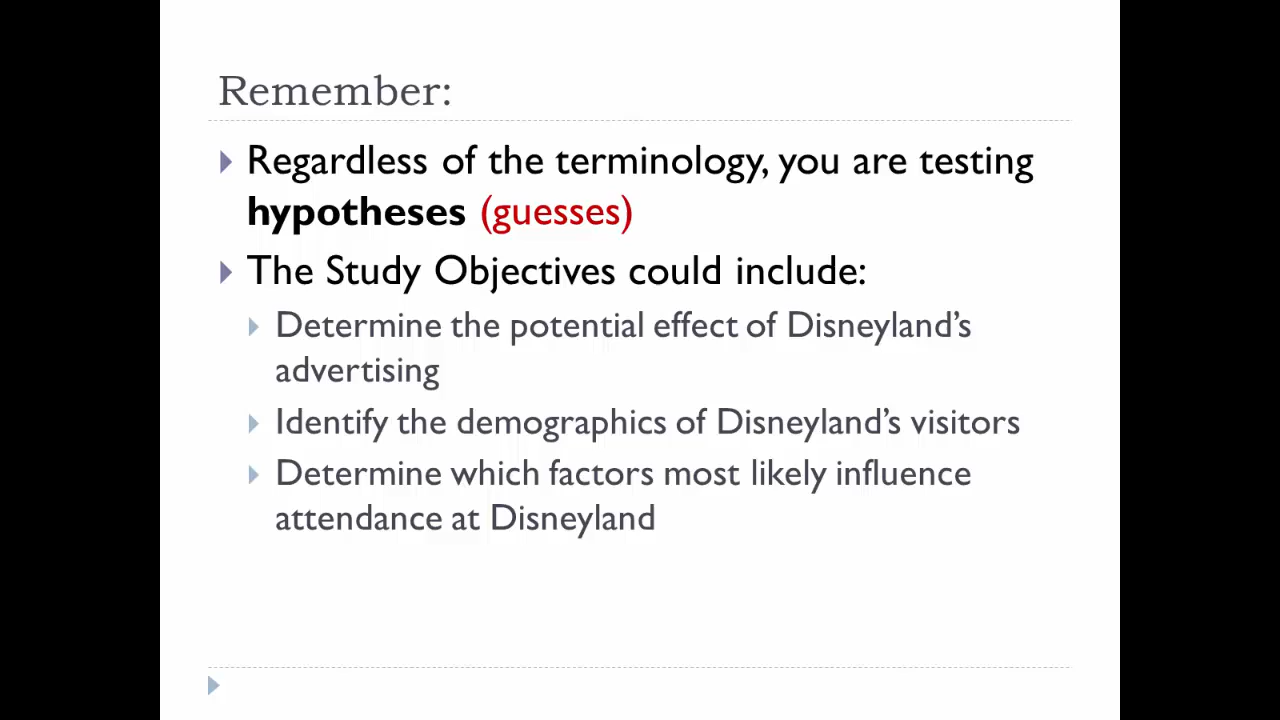 Remember:
Regardless of the terminology, you are testing
hypotheses (guesses)
The Study Objectives could include:
Determine the potential effect of Disneyland’s
advertising
Identify the demographics of Disneyland’s visitors
Determine which factors most likely influence
attendance at Disneyland